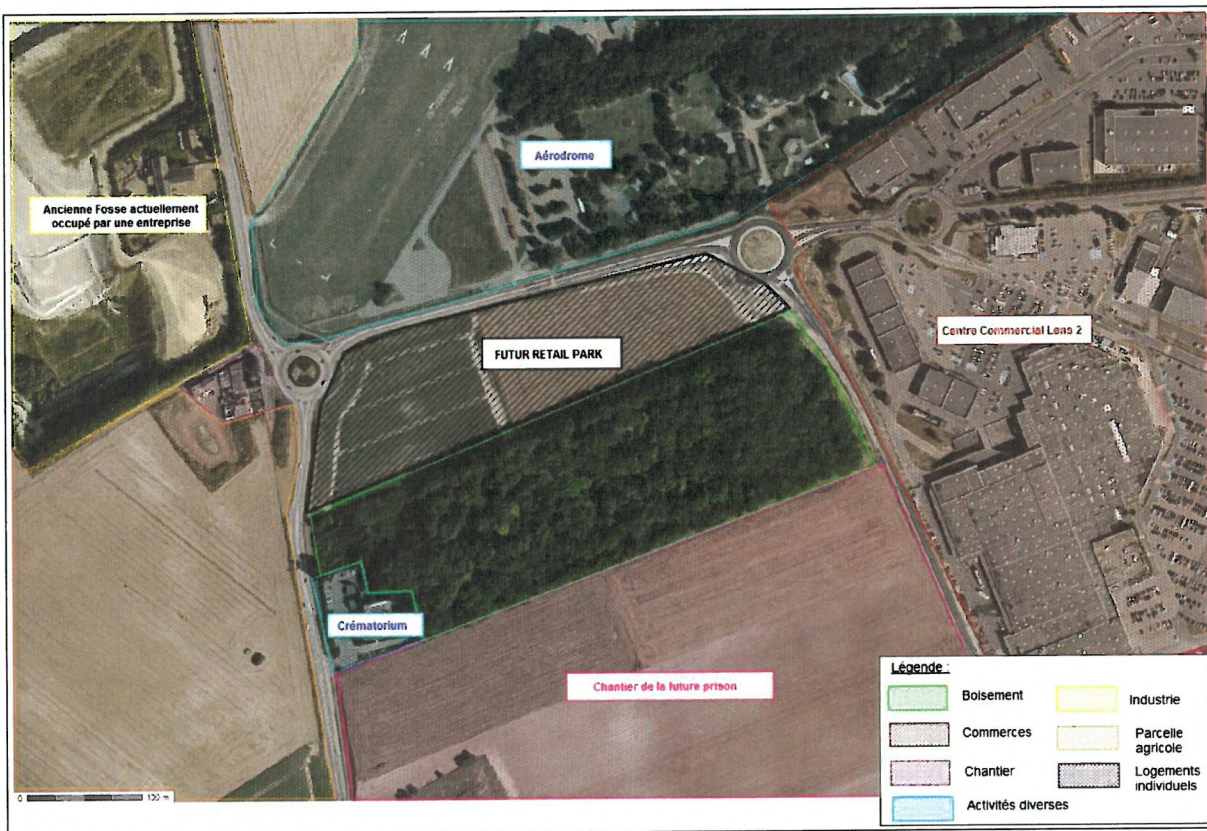 Aérodrome
Ancienne Fosse actuellement
occupé par une entreprise
Centre Commercial Lens 2
FUTUR RETAIL PARK
Crématorium
Chantier de la future prison
Légende :
Boisement
Industrie
Commerces
Parcelle
agricole
Chantier
Logements
individuels
Activités diverses
0 130 m